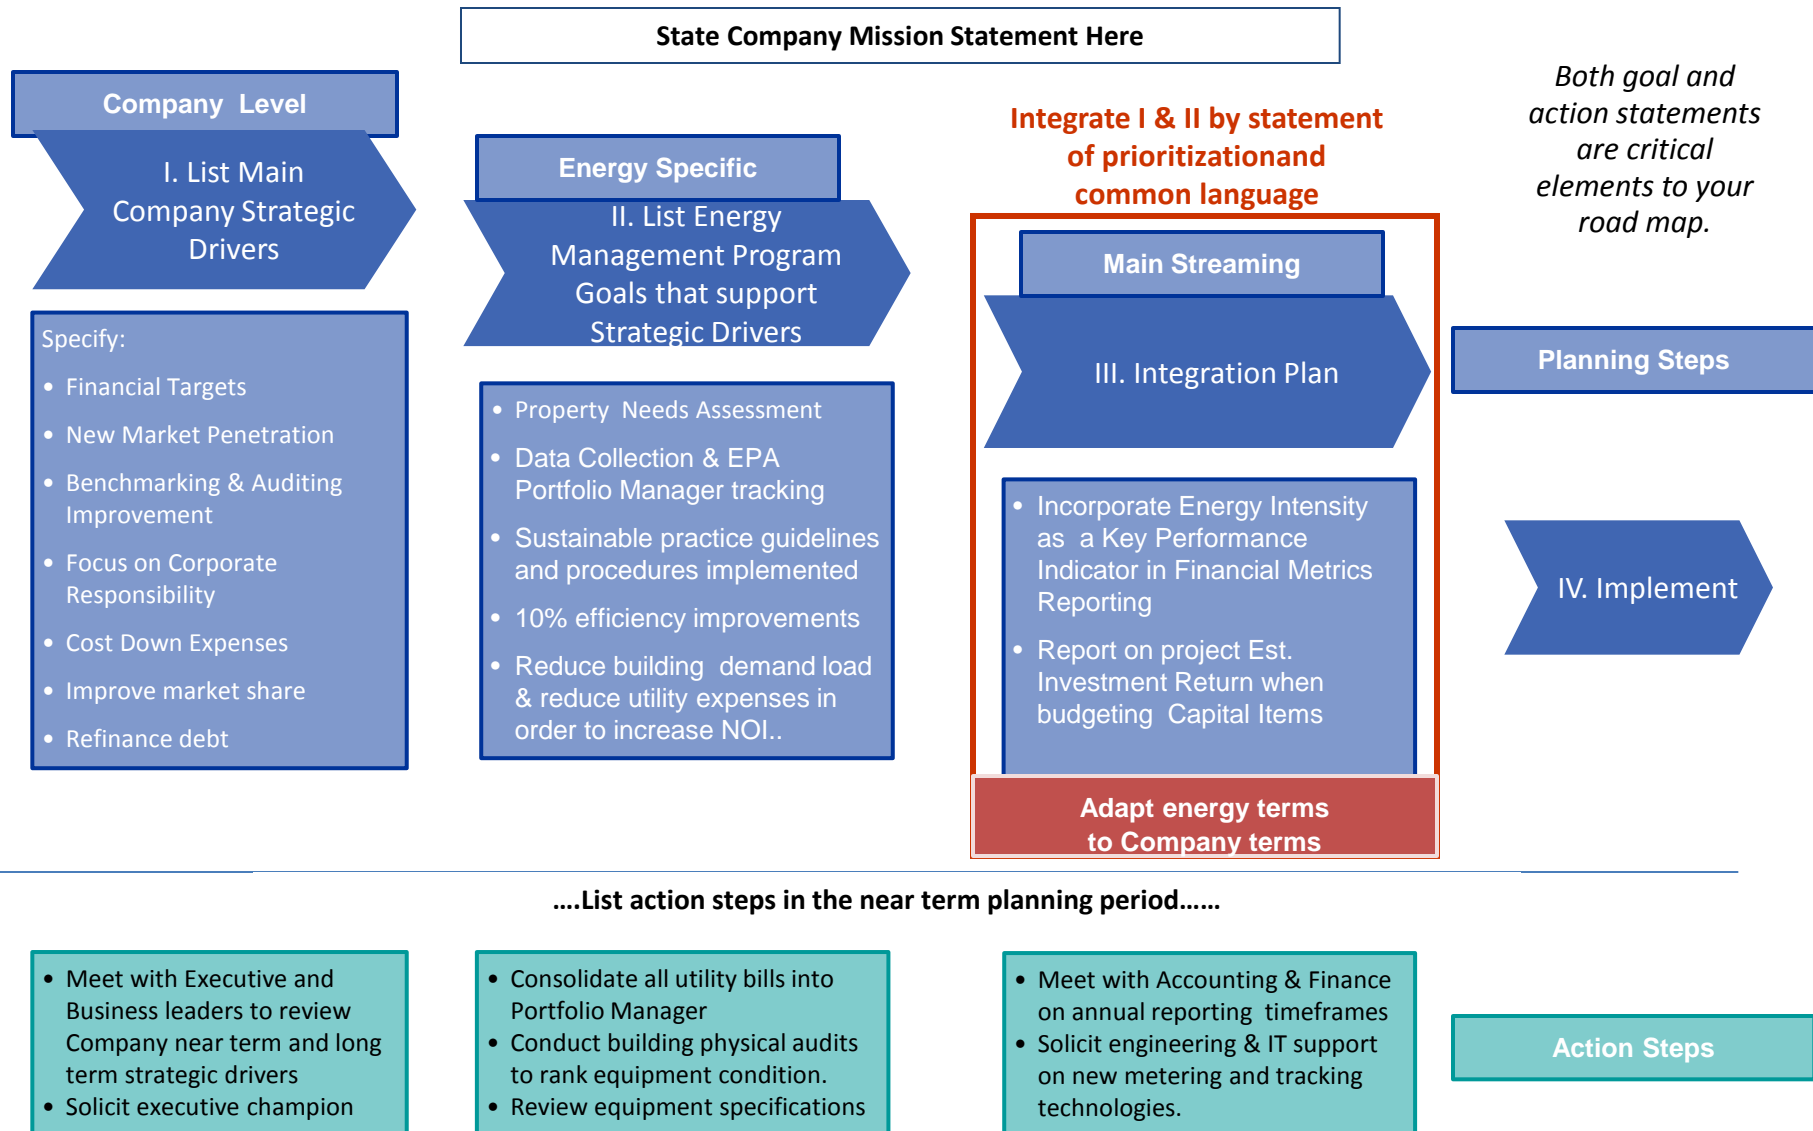 State Company Mission Statement Here
Company  Level
I. List Main
Company Strategic
Drivers
Specify:
• Financial Targets
• New Market Penetration
• Benchmarking & Auditing
Improvement
• Focus on Corporate
Responsibility
• Cost Down Expenses
• Improve market share
• Refinance debt
Energy Specific
II. List Energy
Management Program
Goals that support
Strategic Drivers
• Property  Needs Assessment
• Data Collection & EPA
Portfolio Manager tracking
• Sustainable practice guidelines
and procedures implemented
• 10% efficiency improvements
• Reduce building  demand load
& reduce utility expenses in
order to increase NOI..
Integrate I & II by statement
of prioritizationand
common language
Main Streaming
III. Integration Plan
• Incorporate Energy Intensity
as  a Key Performance
Indicator in Financial Metrics
Reporting
• Report on project Est.
Investment Return when
budgeting  Capital Items
Adapt energy terms
to Company terms
Both goal and
action statements
are critical
elements to your
road map.
Planning Steps
IV. Implement
….List action steps in the near term planning period……
• Meet with Executive and
Business leaders to review
Company near term and long
term strategic drivers
• Solicit executive champion
• Consolidate all utility bills into
Portfolio Manager
• Conduct building physical audits
to rank equipment condition.
• Review equipment specifications
• Meet with Accounting & Finance
on annual reporting  timeframes
• Solicit engineering & IT support
on new metering and tracking
technologies.
Action Steps